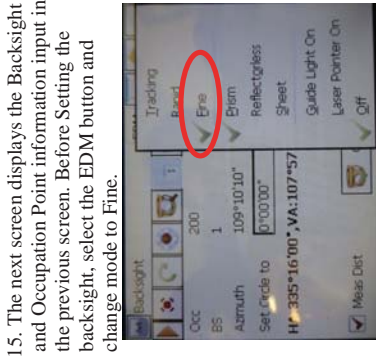 15. The next screen displays the Backsight
and Occupation Point information input in
the previous screen. Before Setting the
backsight, select the EDM button and
change mode to Fine.
Backsight
Occ 200
BS 1
Azimuth 109°10'10"
Set Circle to 0°00'00"
HA:335°16'00",VA:107°57
Meas Dist
Tracking
Rapid
Fine
Prism
Reflectorless
Sheet
Guide Light On
Laser Pointer On
Off